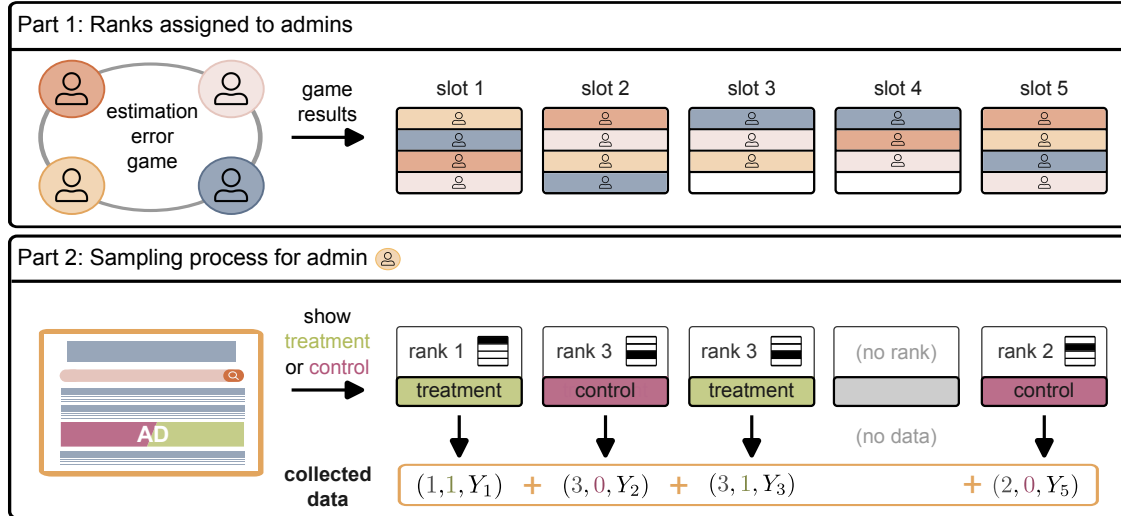 Part 1: Ranks assigned to admins
estimation
error
game
game
results
slot 1
slot 2
slot 3
slot 4
slot 5
Part 2: Sampling process for admin
show
treatment
or control
AD
rank 1
treatment
rank 3
control
rank 3
treatment
(no rank)
(no data)
rank 2
control
collected
data
(1,1,Y₁) + (3,0,Y₂) + (3,1,Y₃) + (2,0,Y₅)